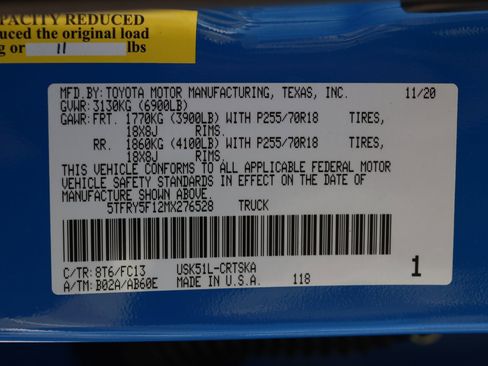 APACITY REDUCED
uced the original load
g or 11 lbs
MFD.BY: TOYOTA MOTOR MANUFACTURING, TEXAS, INC. 11/20
GVWR: 3130KG (6900LB)
GAWR: FRT. 1770KG (3900LB) WITH P255/70R18 TIRES,
18X8J RIMS.
RR. 1860KG (4100LB) WITH P255/70R18 TIRES,
18X8J RIMS.
THIS VEHICLE CONFORMS TO ALL APPLICABLE FEDERAL MOTOR
VEHICLE SAFETY STANDARDS IN EFFECT ON THE DATE OF
MANUFACTURE SHOWN ABOVE.
5TFRY5F12MX276528 TRUCK
C/TR: 8T6/FC13 USK51L-CRTSKA
A/TM: B02A/AB60E MADE IN U.S.A. 118 1